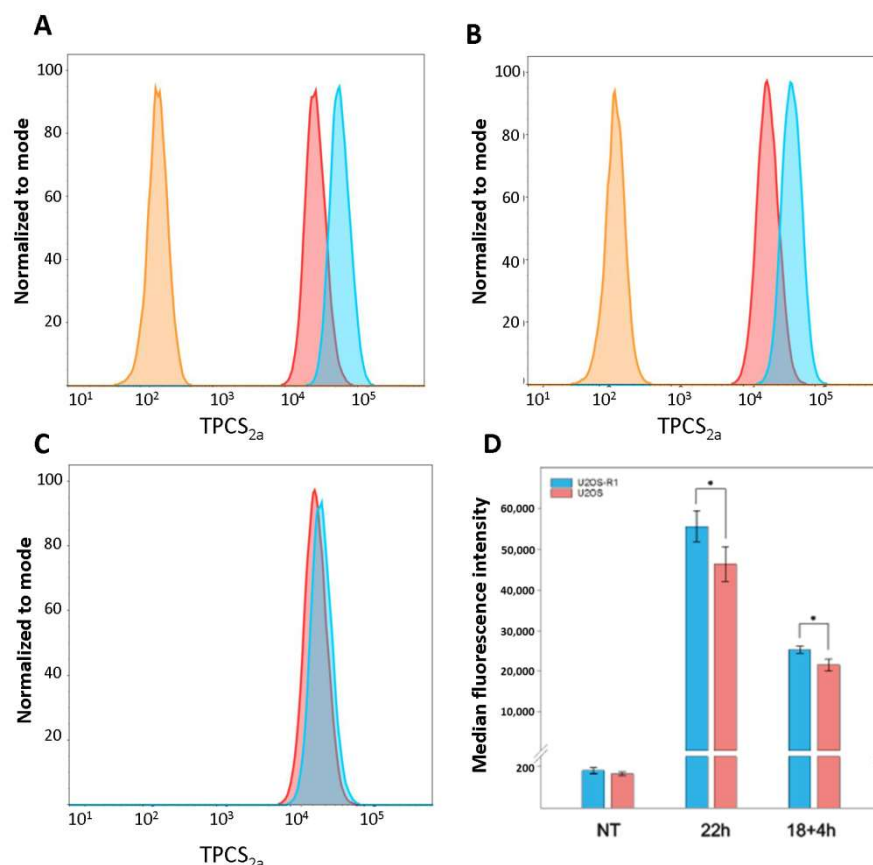 A
Normalized to mode
100
80
60
40
20
10¹ 10² 10³ 10⁴ 10⁵
TPCS₂ₐ
B
Normalized to mode
100
80
60
40
20
10¹ 10² 10³ 10⁴ 10⁵
TPCS₂ₐ
C
Normalized to mode
100
80
60
40
20
10¹ 10² 10³ 10⁴ 10⁵
TPCS₂ₐ
D
Median fluorescence intensity
U2OS-R1
U2OS
60,000
50,000
40,000
30,000
20,000
10,000
200
*
*
NT 22h 18+4h